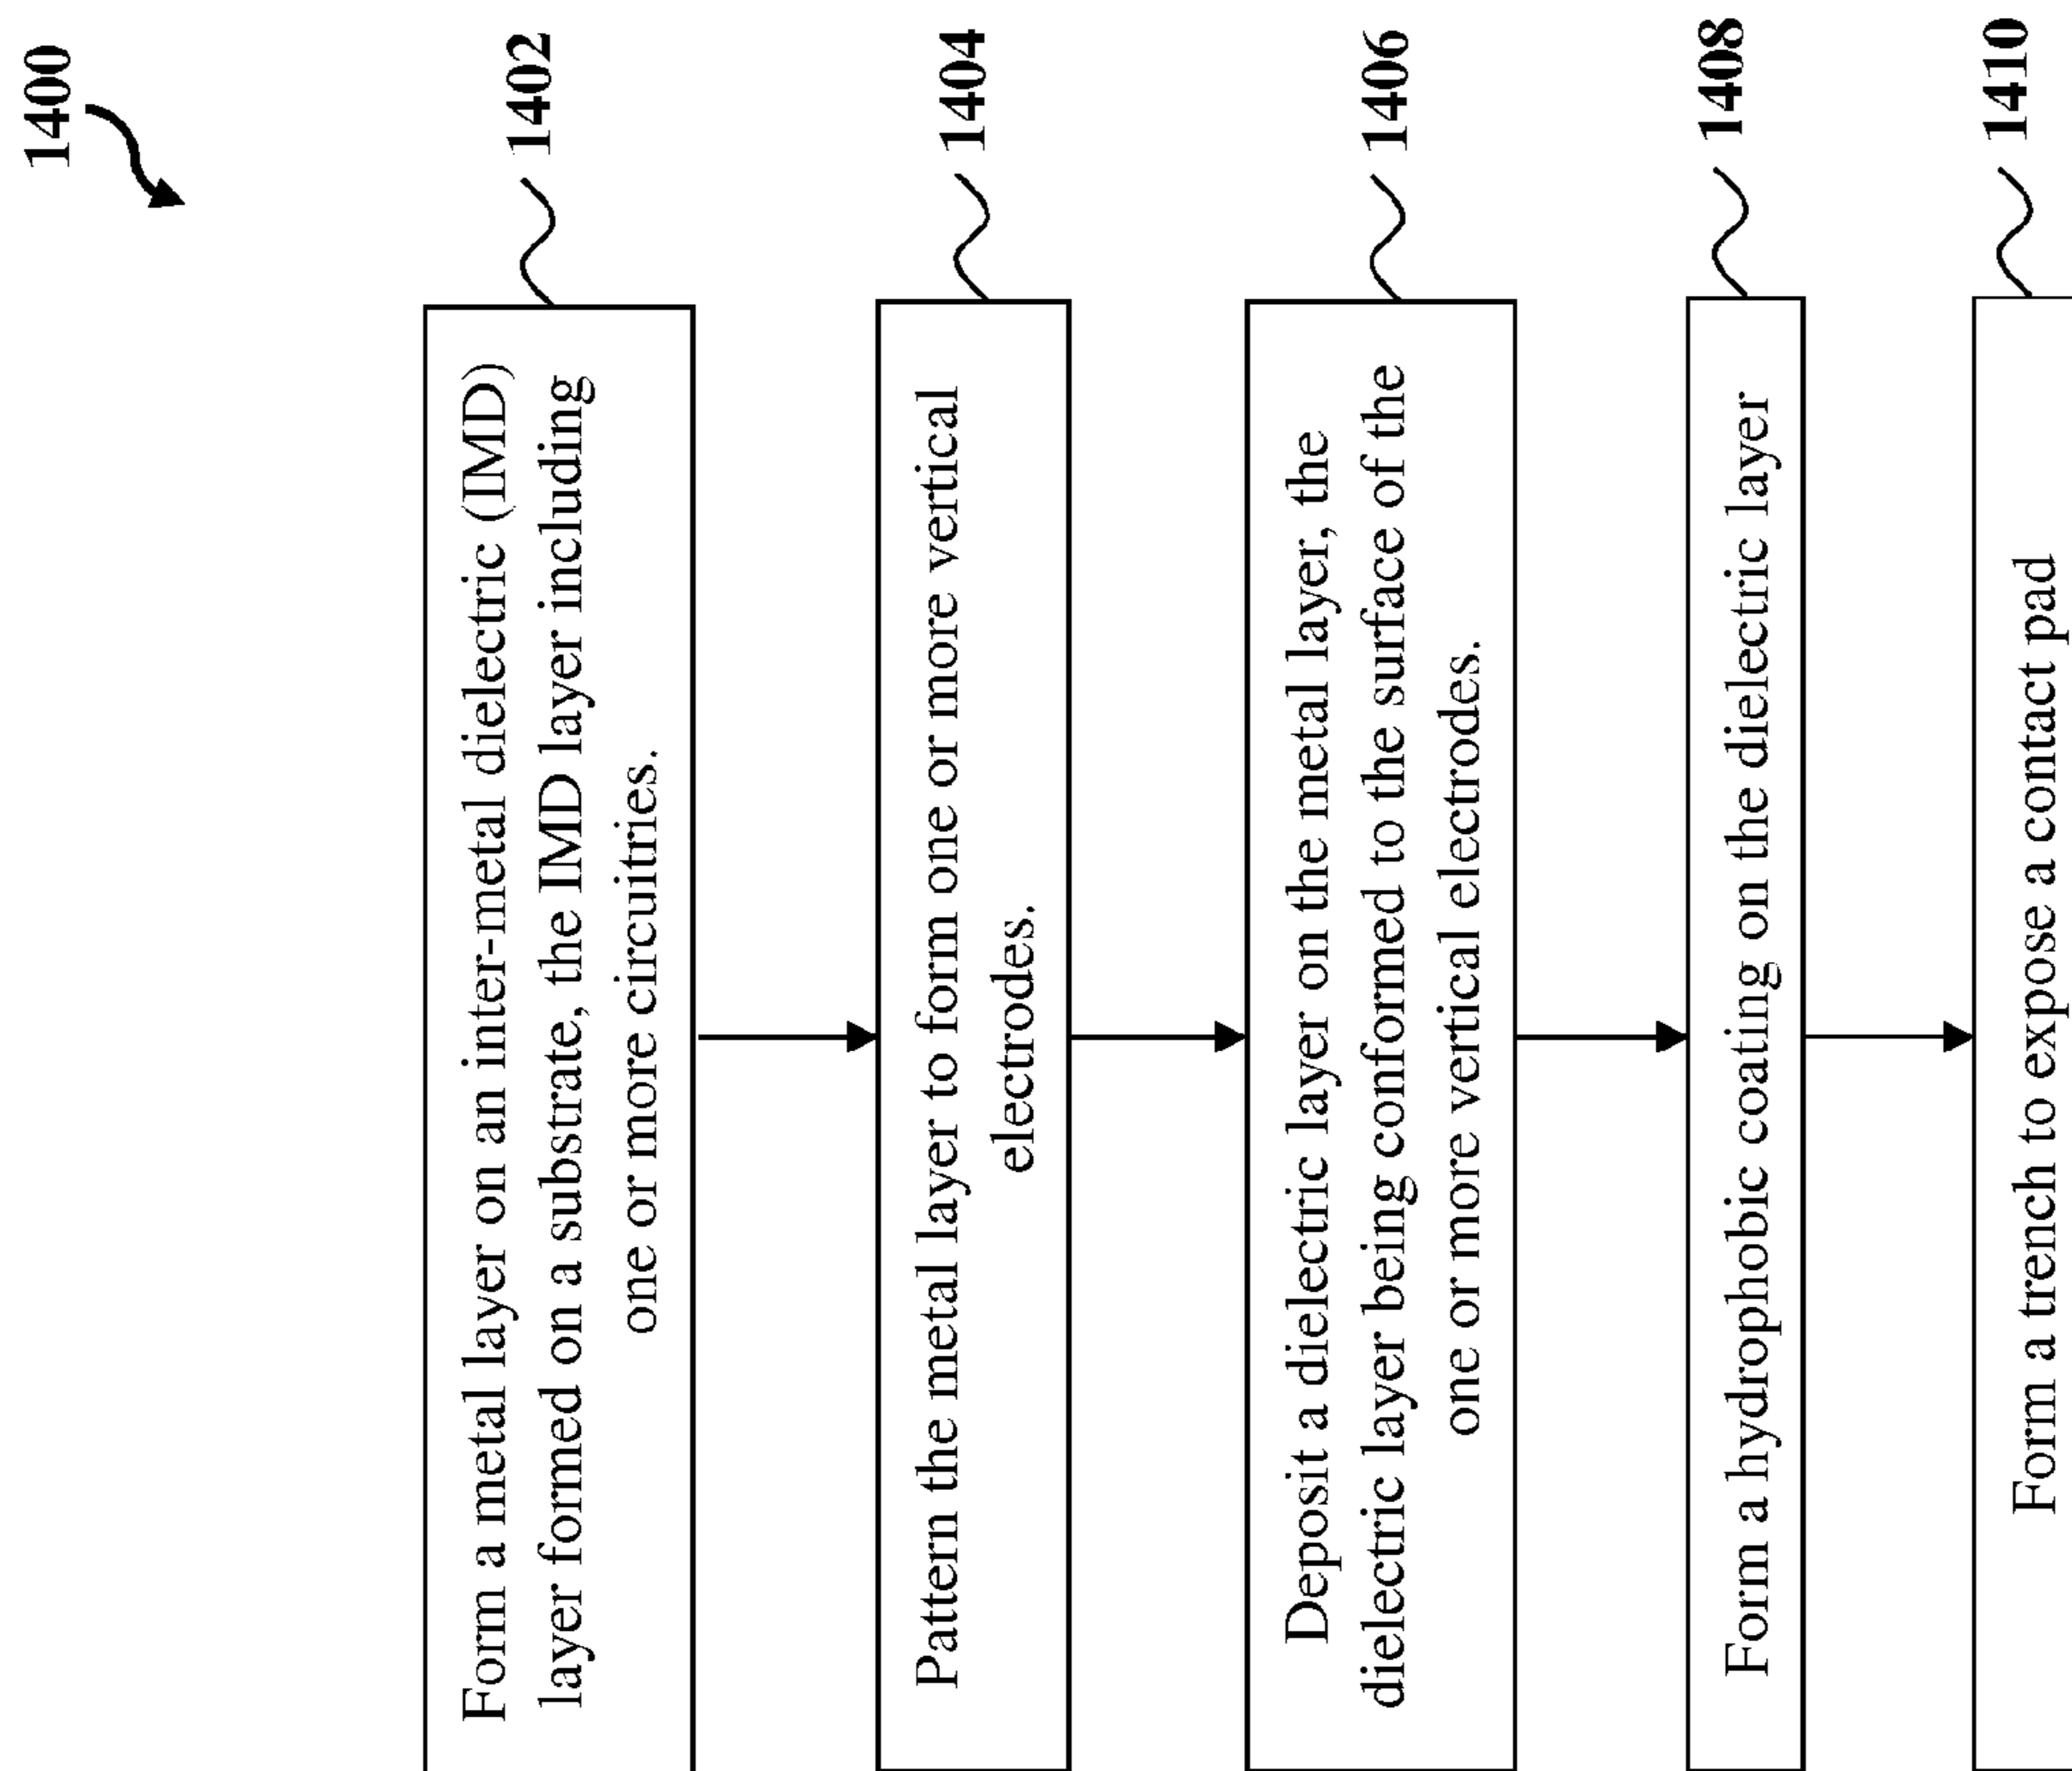 1400
Form a metal layer on an inter-metal dielectric (IMD)
layer formed on a substrate, the IMD layer including
one or more circuitries.
1402
Pattern the metal layer to form one or more vertical
electrodes.
1404
Deposit a dielectric layer on the metal layer, the
dielectric layer being conformed to the surface of the
one or more vertical electrodes.
1406
Form a hydrophobic coating on the dielectric layer
1408
Form a trench to expose a contact pad
1410